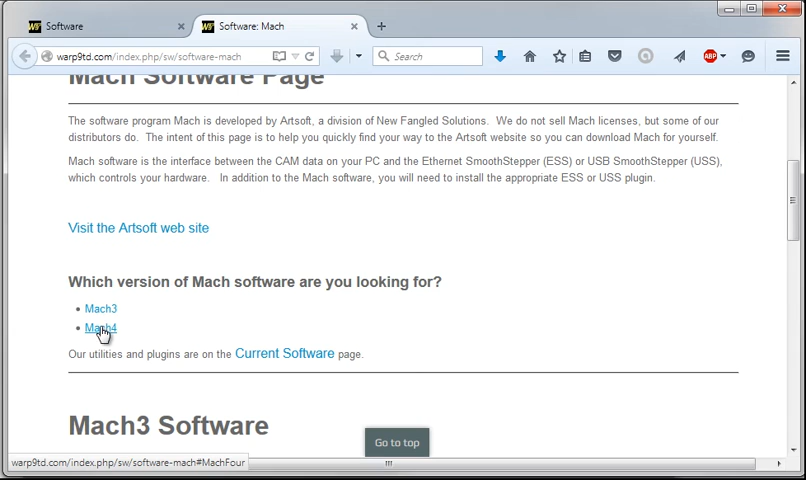 Software
Software: Mach
warp9td.com/index.php/sw/software-mach
Search
ABP
Mach Software Page
The software program Mach is developed by Artsoft, a division of New Fangled Solutions. We do not sell Mach licenses, but some of our
distributors do. The intent of this page is to help you quickly find your way to the Artsoft website so you can download Mach for yourself.
Mach software is the interface between the CAM data on your PC and the Ethernet SmoothStepper (ESS) or USB SmoothStepper (USS),
which controls your hardware. In addition to the Mach software, you will need to install the appropriate ESS or USS plugin.
Visit the Artsoft web site
Which version of Mach software are you looking for?
• Mach3
• Mach4
Our utilities and plugins are on the Current Software page.
Mach3 Software
Go to top
warp9td.com/index.php/sw/software-mach#MachFour